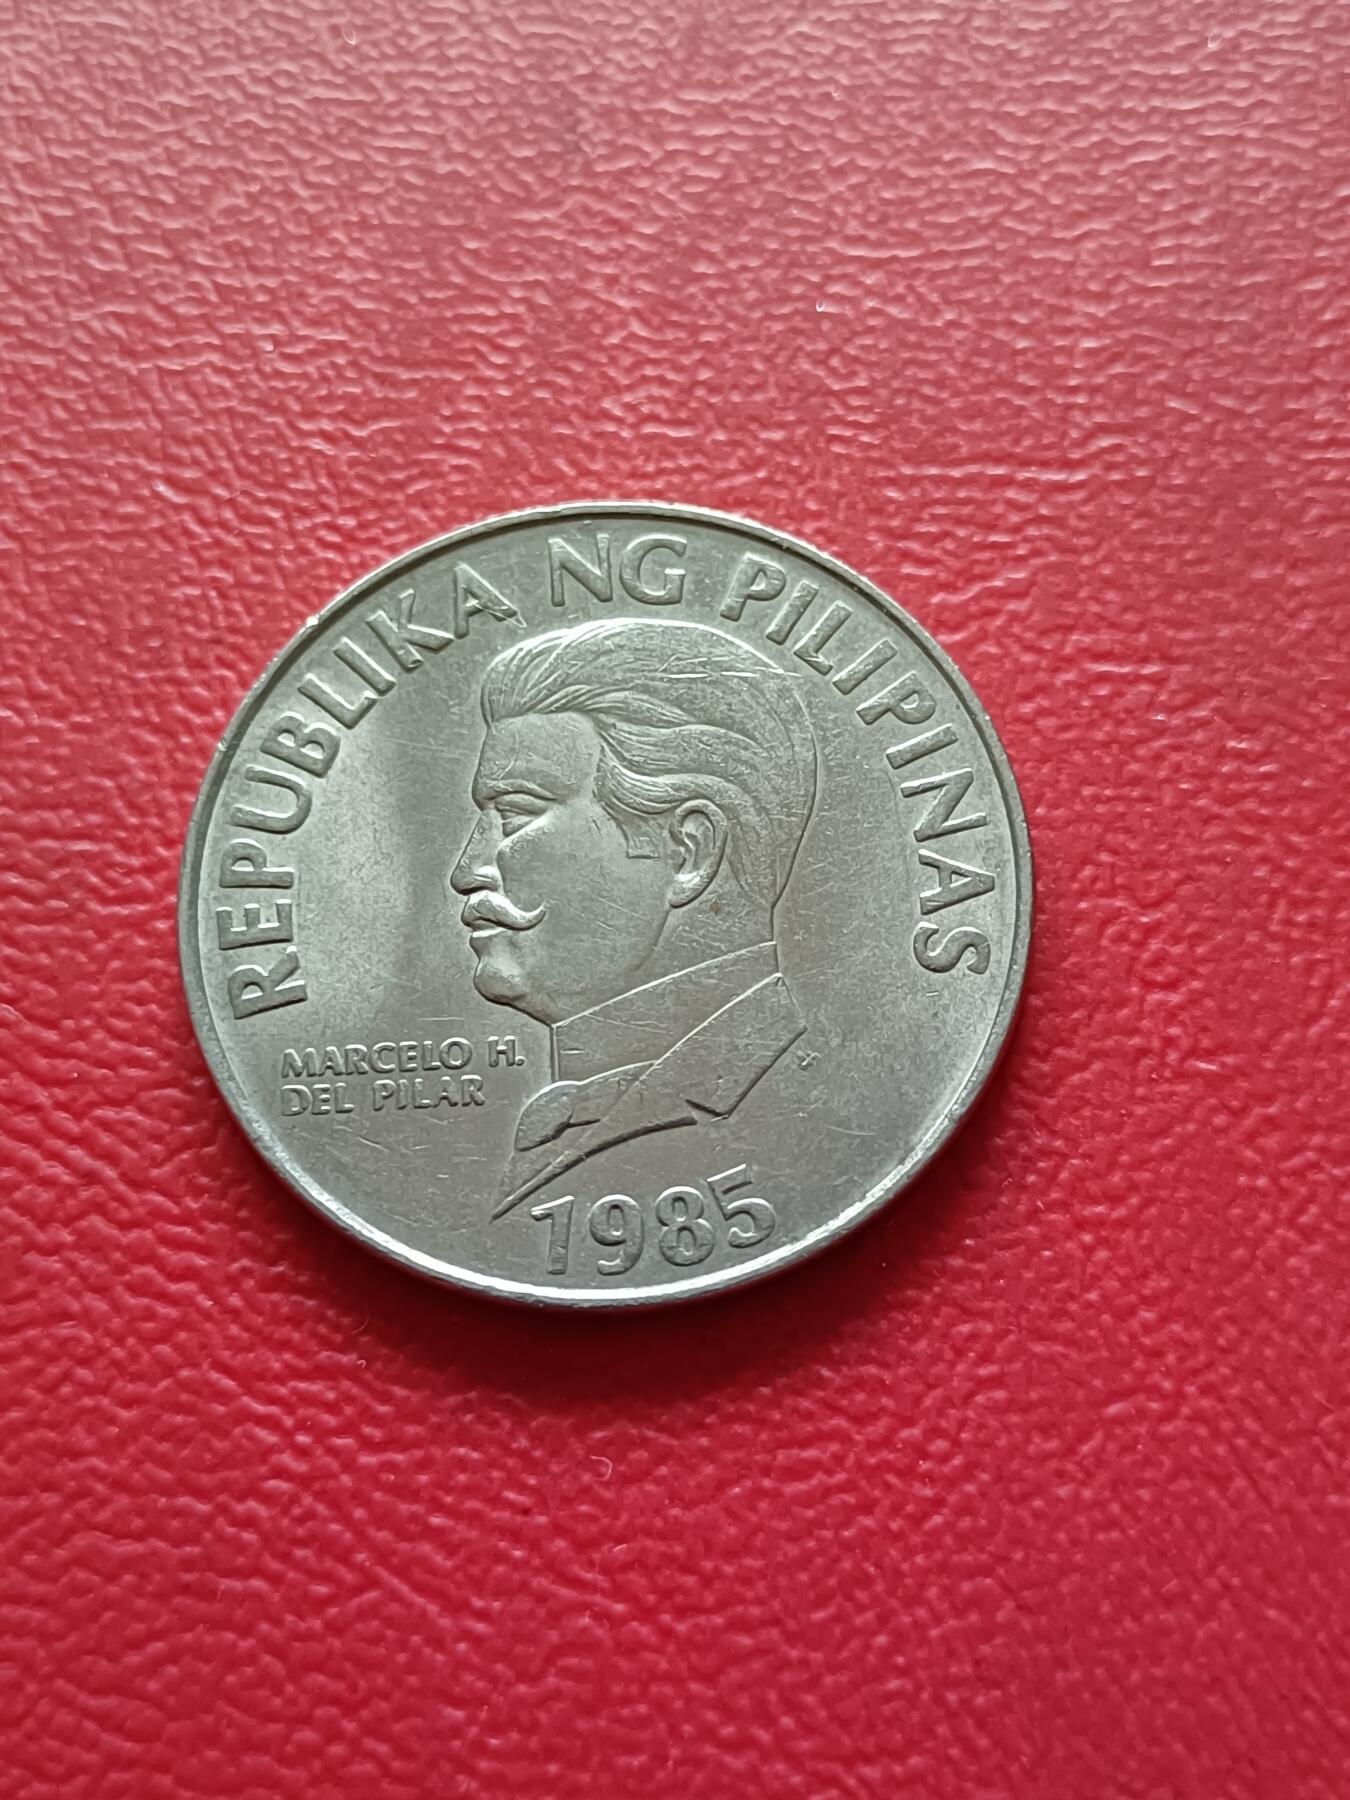 REPUBLIKA NG PILIPINAS
MARCELO H.
DEL PILAR
1985